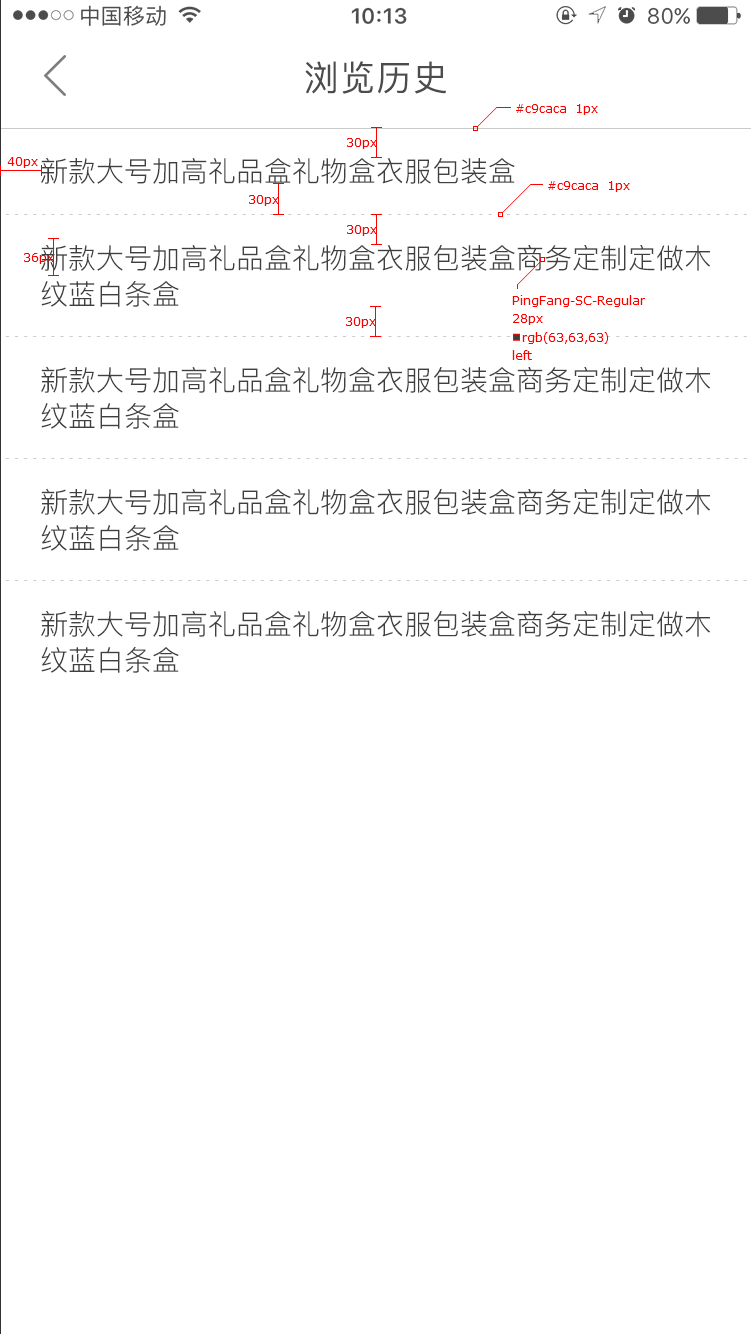 中国移动 10:13 80%
浏览历史
#c9caca 1px
30px
40px
新款大号加高礼品盒礼物盒衣服包装盒
#c9caca 1px
30px
30px
36px
新款大号加高礼品盒礼物盒衣服包装盒商务定制定做木
纹蓝白条盒
PingFang-SC-Regular
28px
30px
rgb(63,63,63)
left
新款大号加高礼品盒礼物盒衣服包装盒商务定制定做木
纹蓝白条盒
新款大号加高礼品盒礼物盒衣服包装盒商务定制定做木
纹蓝白条盒
新款大号加高礼品盒礼物盒衣服包装盒商务定制定做木
纹蓝白条盒